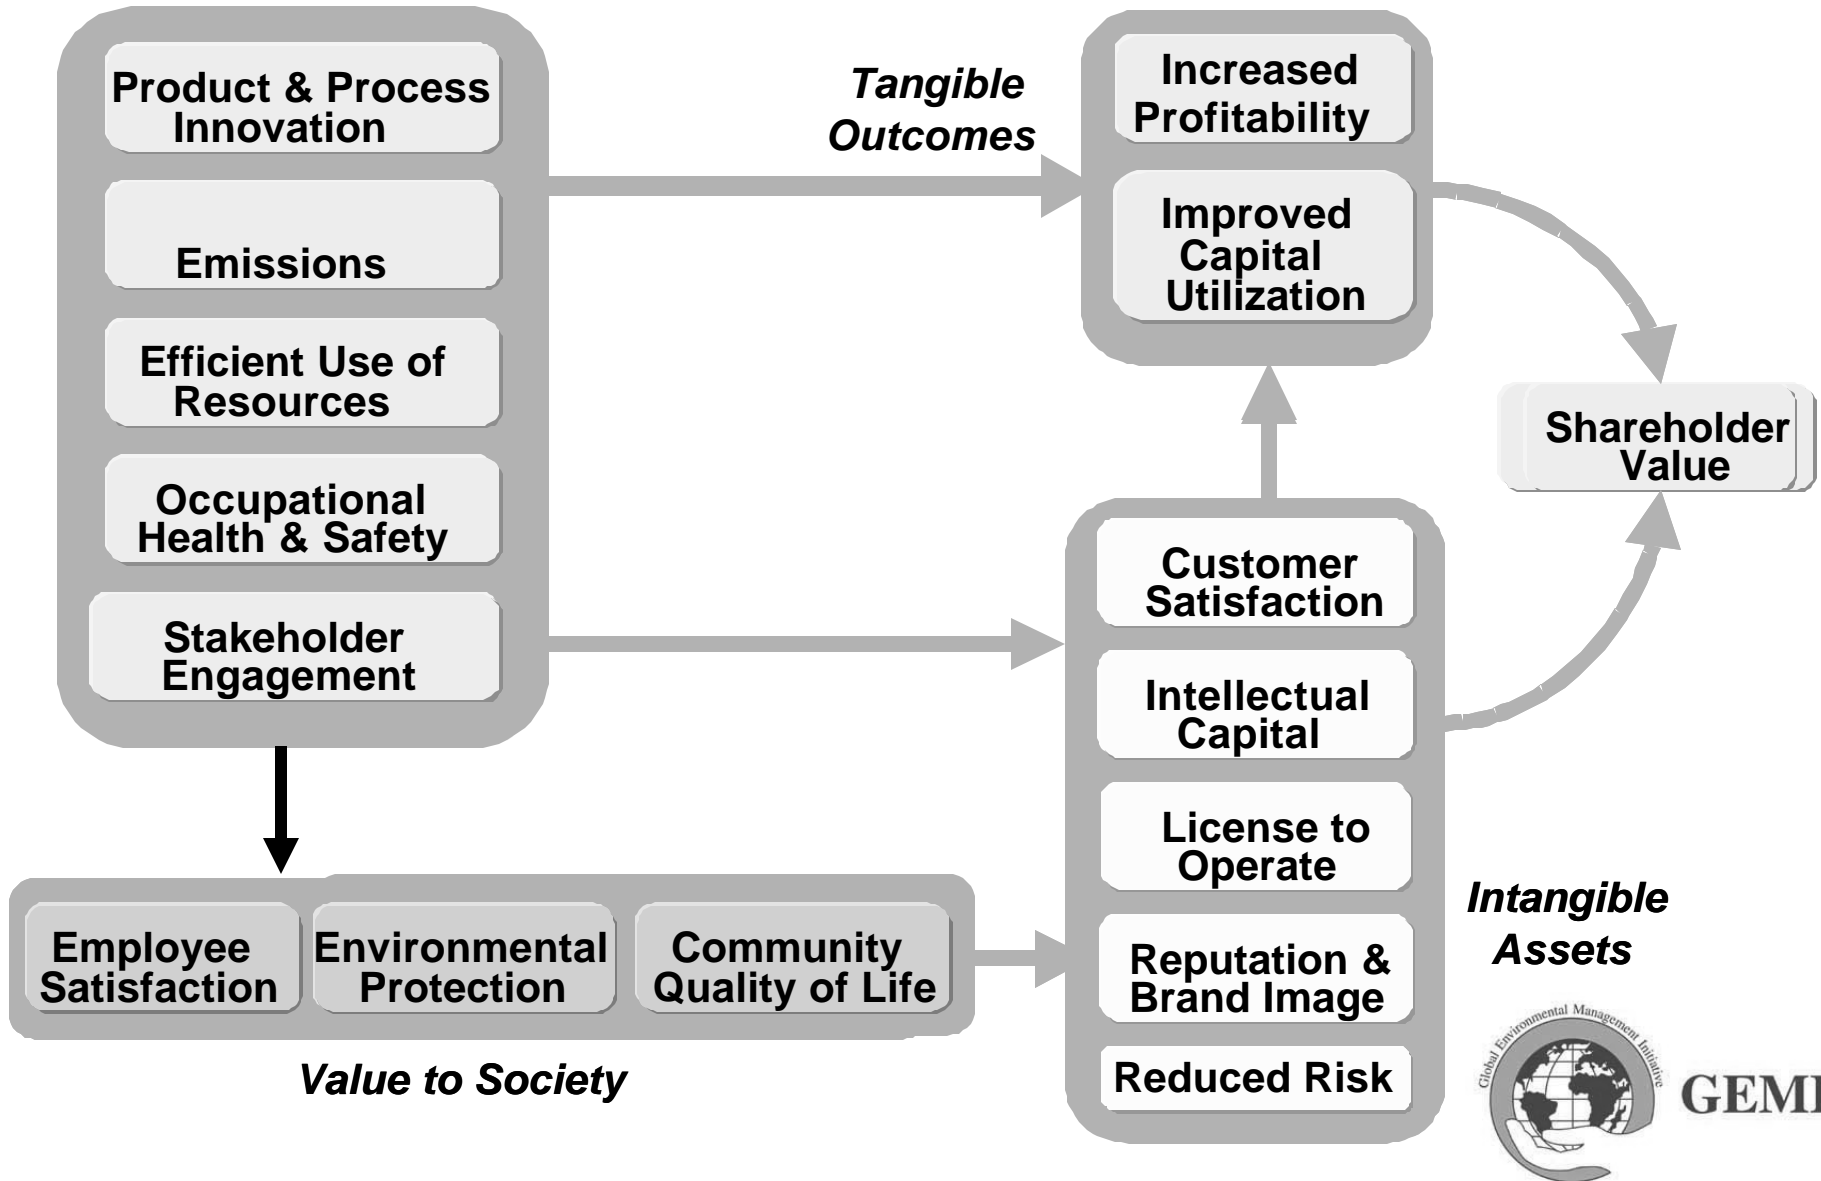 Product & Process
Innovation
Emissions
Efficient Use of
Resources
Occupational
Health & Safety
Stakeholder
Engagement
Tangible
Outcomes
Increased
Profitability
Improved
Capital
Utilization
Shareholder
Value
Customer
Satisfaction
Intellectual
Capital
License to
Operate
Reputation &
Brand Image
Reduced Risk
Intangible
Assets
Employee
Satisfaction
Environmental
Protection
Community
Quality of Life
Value to Society
Global Environmental Management Initiative
GEMI